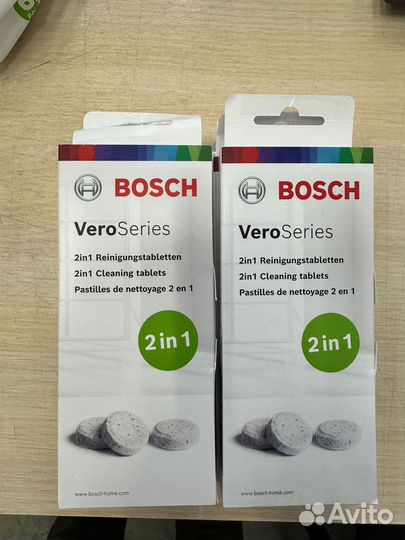 BOSCH
VeroSeries
2in1 Reinigungstabletten
2in1 Cleaning tablets
Pastilles de nettoyage 2 en 1
2 in 1
www.bosch-home.com
BOSCH
VeroSeries
2in1 Reinigungstabletten
2in1 Cleaning tablets
Pastilles de nettoyage 2 en 1
2 in 1
www.bosch-home.com
Avito